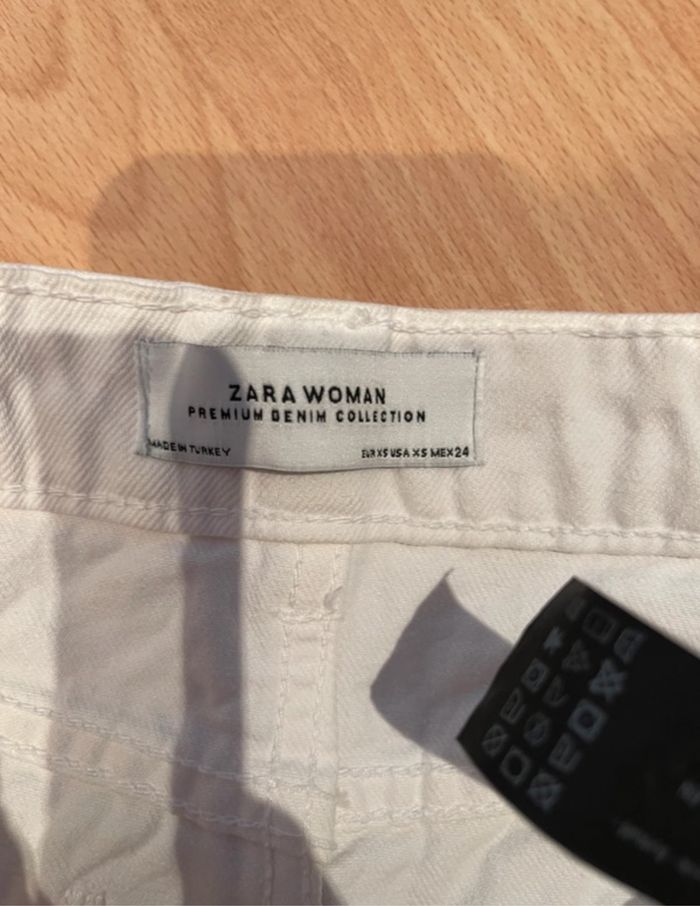 ZARA WOMAN
PREMIUM DENIM COLLECTION
MADE IN TURKEY
EUR XS USA XS MEX 24